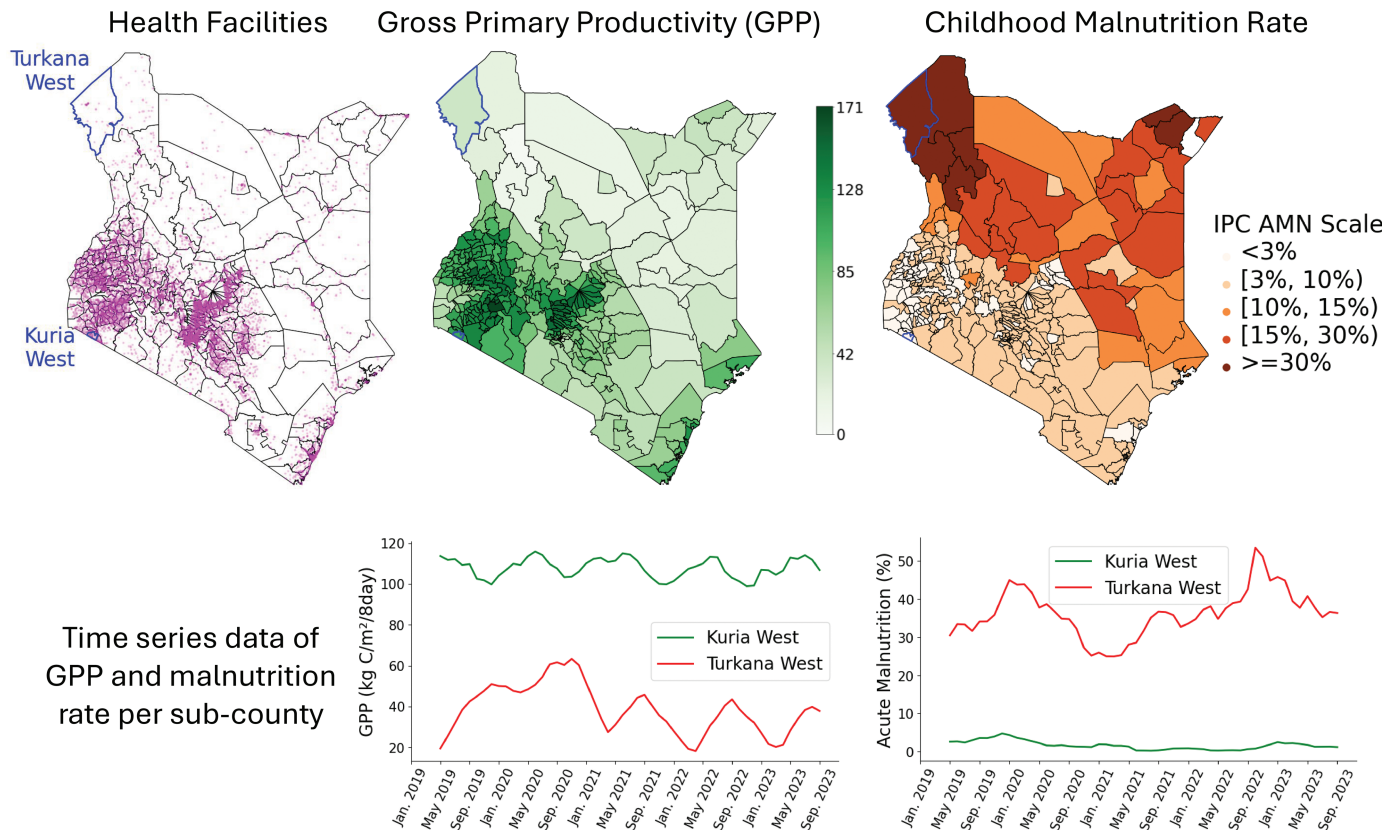 Health Facilities
Gross Primary Productivity (GPP)
Childhood Malnutrition Rate
Turkana
West
Kuria
West
171
128
85
42
0
IPC AMN Scale
<3%
[3%, 10%)
[10%, 15%)
[15%, 30%)
>=30%
Time series data of
GPP and malnutrition
rate per sub-county
GPP (kg C/m²/8day)
120
100
80
60
40
20
Kuria West
Turkana West
Jan. 2019
May 2019
Sep. 2019
Jan. 2020
May 2020
Sep. 2020
Jan. 2021
May 2021
Sep. 2021
Jan. 2022
May 2022
Sep. 2022
Jan. 2023
May 2023
Sep. 2023
Acute Malnutrition (%)
50
40
30
20
10
0
Kuria West
Turkana West
Jan. 2019
May 2019
Sep. 2019
Jan. 2020
May 2020
Sep. 2020
Jan. 2021
May 2021
Sep. 2021
Jan. 2022
May 2022
Sep. 2022
Jan. 2023
May 2023
Sep. 2023